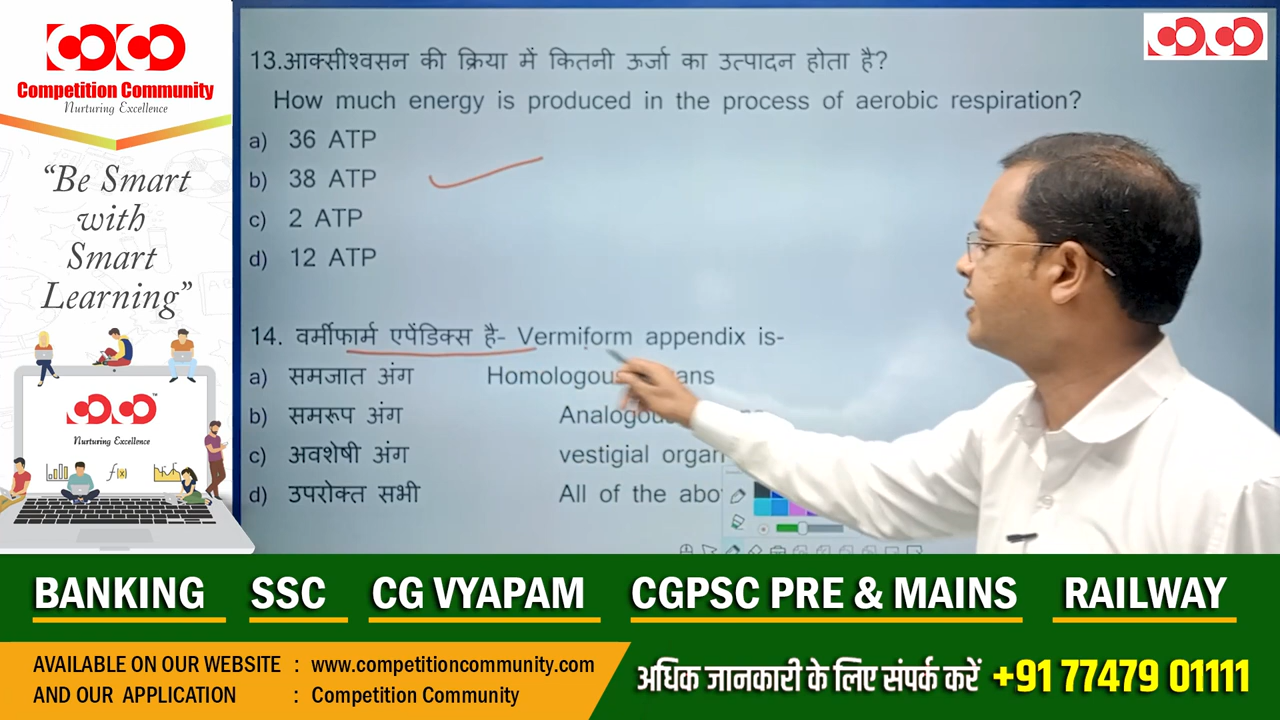 Competition Community
Nurturing Excellence
“Be Smart
with
Smart
Learning”
Nurturing Excellence
f(x)
13.आक्सीश्वसन की क्रिया में कितनी ऊर्जा का उत्पादन होता है?
How much energy is produced in the process of aerobic respiration?
a) 36 ATP
b) 38 ATP
c) 2 ATP
d) 12 ATP
14. वर्मीफार्म एपेंडिक्स है- Vermiform appendix is-
a) समजात अंग Homologous
b) समरूप अंग
c) अवशेषी अंग vestigial organ
d) उपरोक्त सभी All of the
BANKING SSC CG VYAPAM CGPSC PRE & MAINS RAILWAY
AVAILABLE ON OUR WEBSITE : www.competitioncommunity.com
AND OUR APPLICATION : Competition Community
अधिक जानकारी के लिए संपर्क करें +91 77479 01111